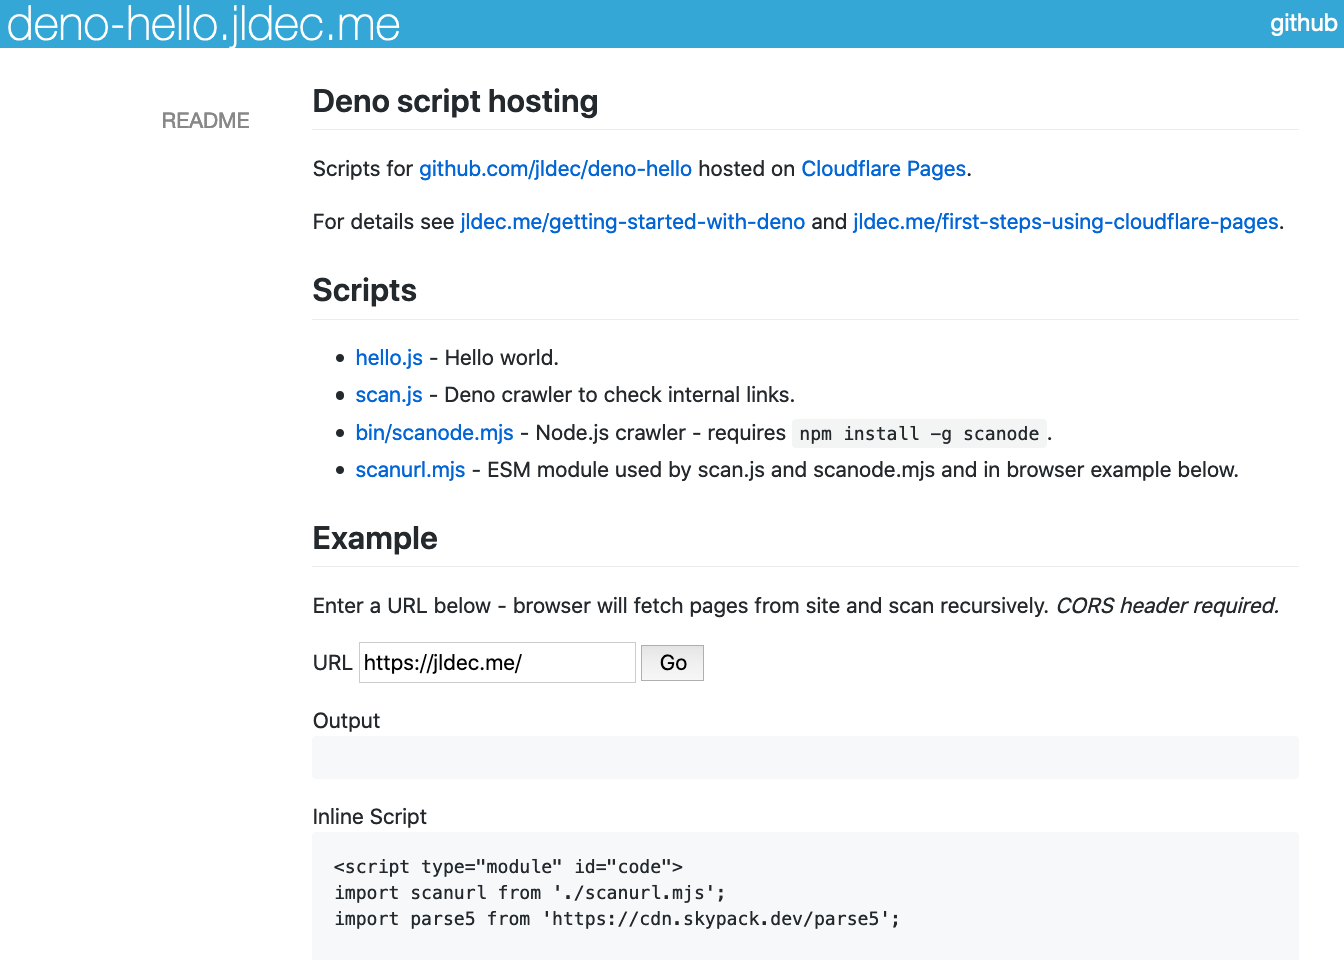 deno-hello.jldec.me
github
README
Deno script hosting
Scripts for github.com/jldec/deno-hello hosted on Cloudflare Pages.
For details see jldec.me/getting-started-with-deno and jldec.me/first-steps-using-cloudflare-pages.
Scripts
• hello.js - Hello world.
• scan.js - Deno crawler to check internal links.
• bin/scanode.mjs - Node.js crawler - requires npm install -g scanode.
• scanurl.mjs - ESM module used by scan.js and scanode.mjs and in browser example below.
Example
Enter a URL below - browser will fetch pages from site and scan recursively. CORS header required.
URL https://jldec.me/ Go
Output
Inline Script
<script type="module" id="code">
import scanurl from './scanurl.mjs';
import parse5 from 'https://cdn.skypack.dev/parse5';